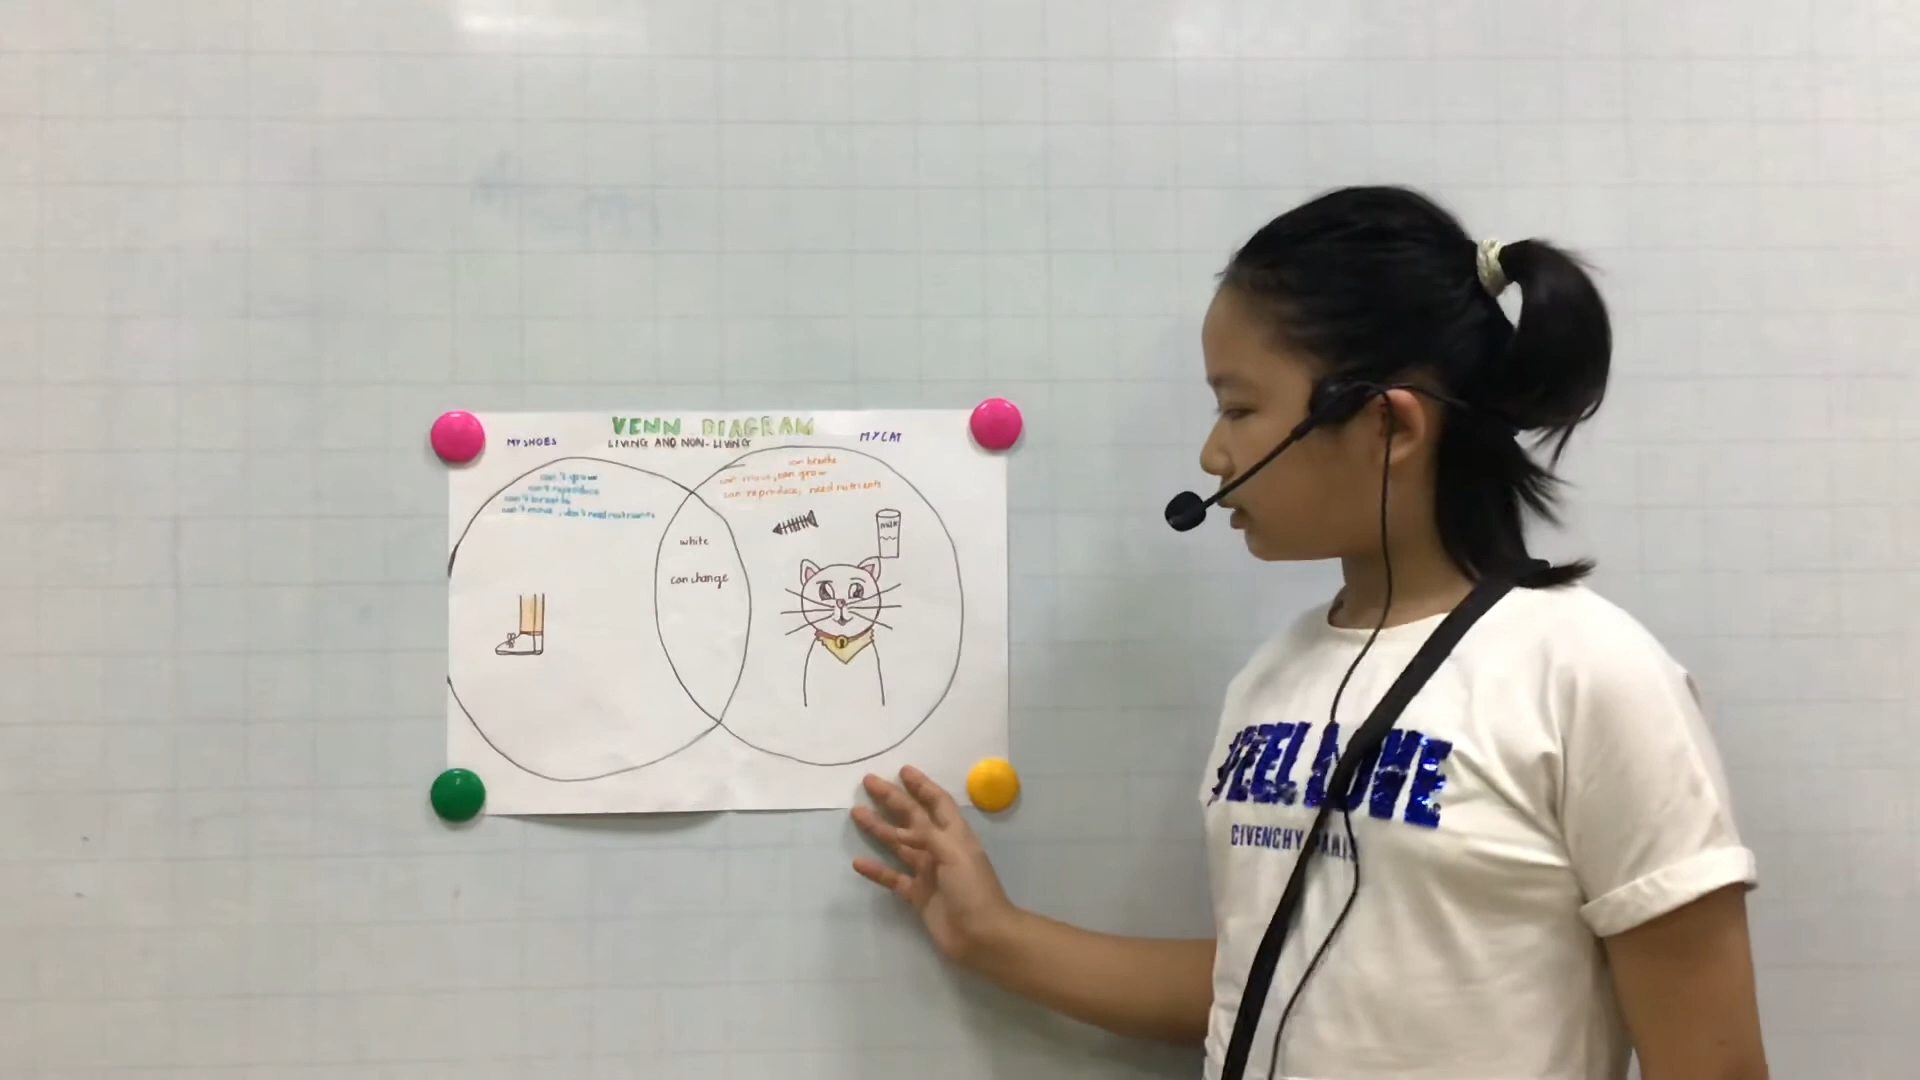 VENN DIAGRAM
LIVING AND NON-LIVING
MY SHOES
MY CAT
can't grow
can't reproduce
can't breathe
can't move, don't need nutrients
white
can change
can breathe
can move, can grow
can reproduce, need nutrients
milk
FEEL LOVE
GIVENCHY PARIS